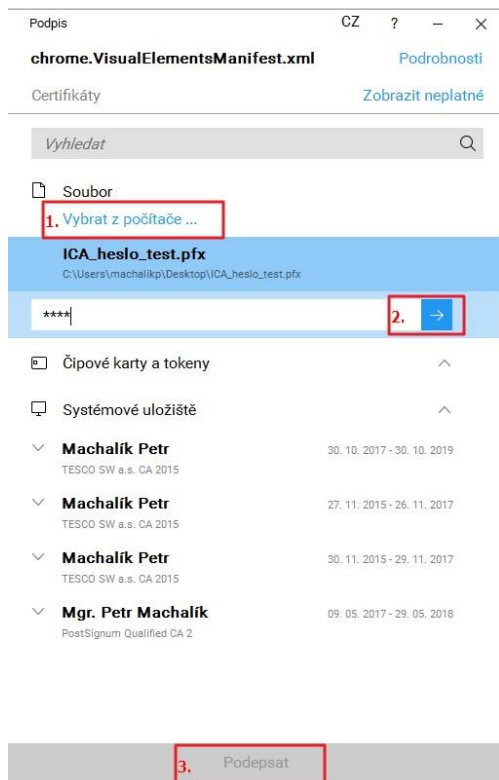 Podpis CZ ?
chrome.VisualElementsManifest.xml Podrobnosti
Certifikáty Zobrazit neplatné
Vyhledat
Soubor
1. Vybrat z počítače ...
ICA_heslo_test.pfx
C:\Users\machalikp\Desktop\ICA_heslo_test.pfx
**** 2.
Čipové karty a tokeny
Systémové uložiště
Machalík Petr 30. 10. 2017 - 30. 10. 2019
TESCO SW a.s. CA 2015
Machalík Petr 27. 11. 2015 - 26. 11. 2017
TESCO SW a.s. CA 2015
Machalík Petr 30. 11. 2015 - 29. 11. 2017
TESCO SW a.s. CA 2015
Mgr. Petr Machalík 09. 05. 2017 - 29. 05. 2018
PostSignum Qualified CA 2
3. Podepsat